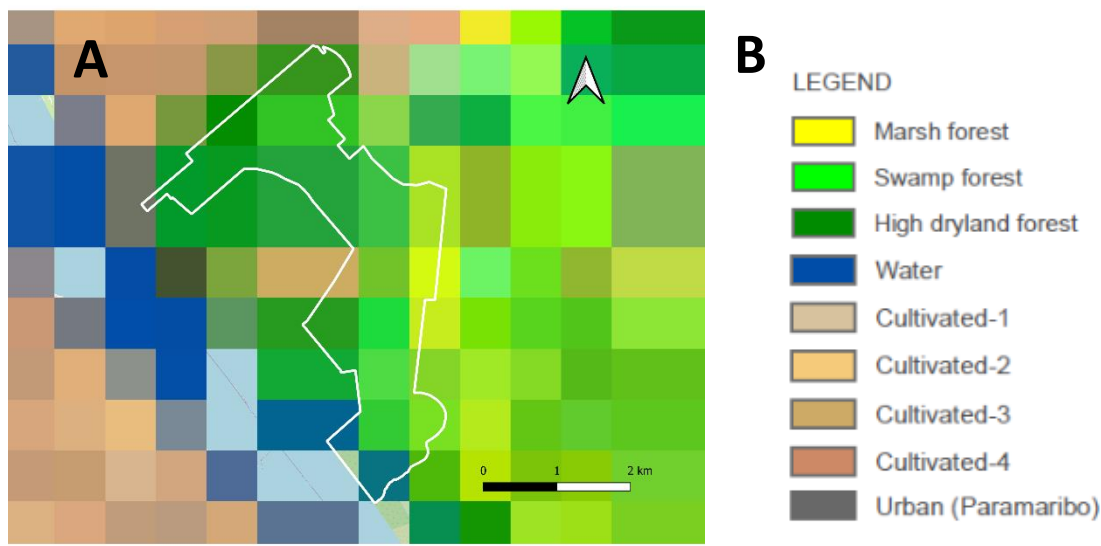 A
B
LEGEND
Marsh forest
Swamp forest
High dryland forest
Water
Cultivated-1
Cultivated-2
Cultivated-3
Cultivated-4
Urban (Paramaribo)
0 1 2 km